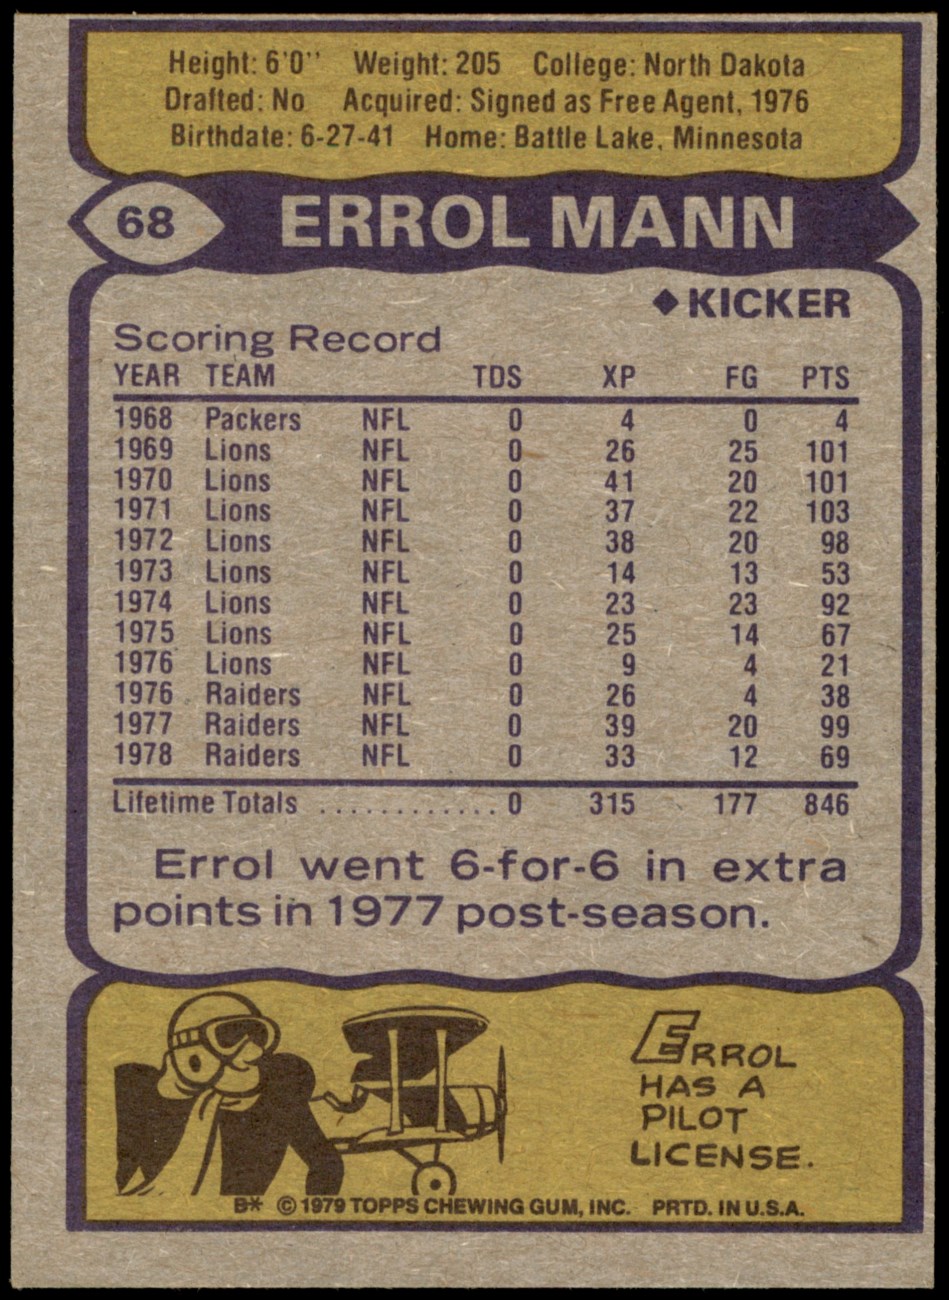 Height: 6'0" Weight: 205 College: North Dakota
Drafted: No Acquired: Signed as Free Agent, 1976
Birthdate: 6-27-41 Home: Battle Lake, Minnesota
68 ERROL MANN
◆ KICKER
Scoring Record
YEAR TEAM TDS XP FG PTS
1968 Packers NFL 0 4 0 4
1969 Lions NFL 0 26 25 101
1970 Lions NFL 0 41 20 101
1971 Lions NFL 0 37 22 103
1972 Lions NFL 0 38 20 98
1973 Lions NFL 0 14 13 53
1974 Lions NFL 0 23 23 92
1975 Lions NFL 0 25 14 67
1976 Lions NFL 0 9 4 21
1976 Raiders NFL 0 26 4 38
1977 Raiders NFL 0 39 20 99
1978 Raiders NFL 0 33 12 69
Lifetime Totals ............ 0 315 177 846
Errol went 6-for-6 in extra
points in 1977 post-season.
ERROL
HAS A
PILOT
LICENSE.
B* © 1979 TOPPS CHEWING GUM, INC. PRTD. IN U.S.A.